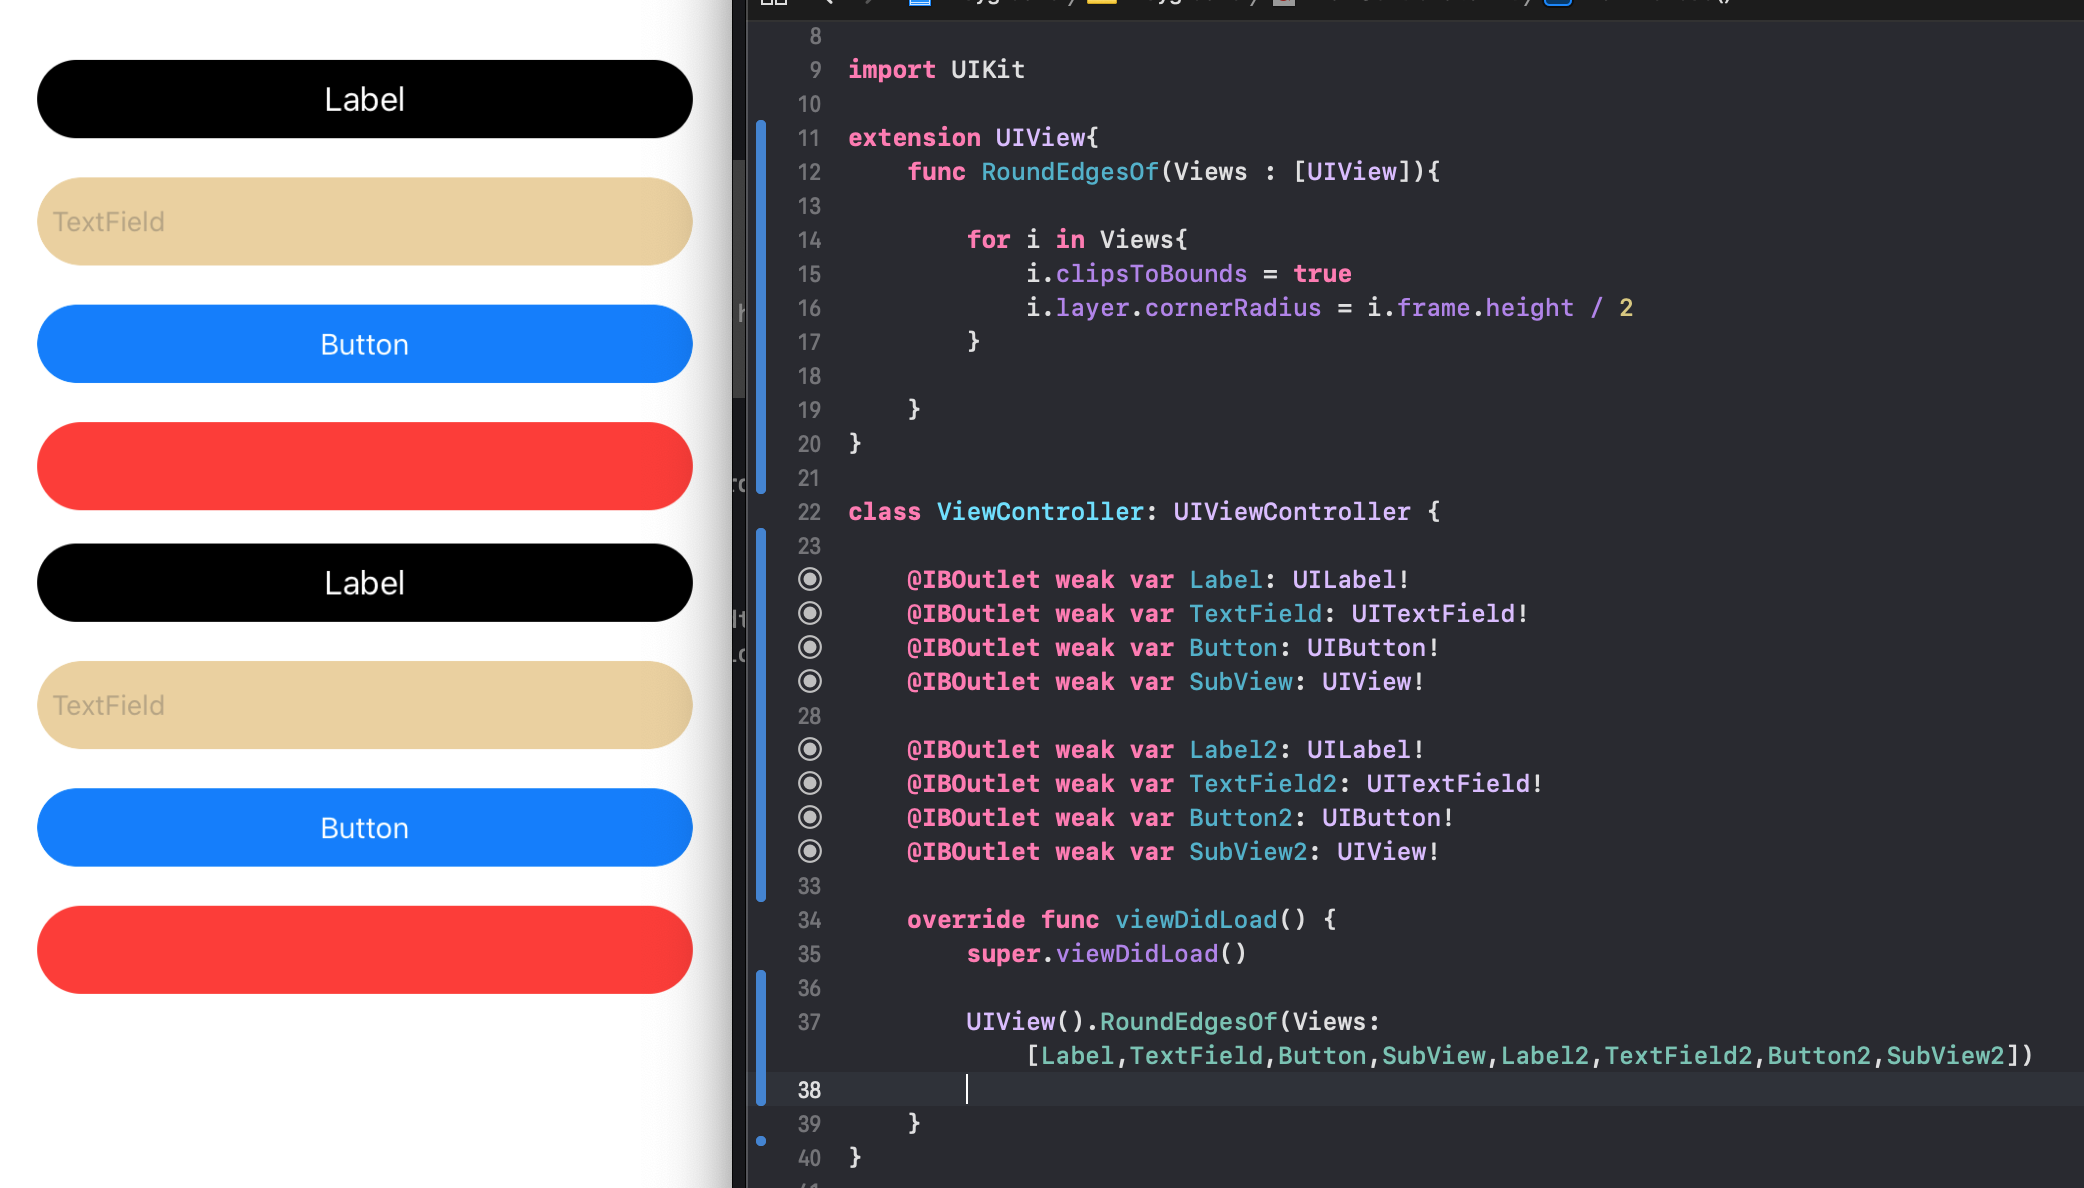 Label
TextField
Button
Label
TextField
Button
8
9 import UIKit
10
11 extension UIView{
12 func RoundEdgesOf(Views : [UIView]){
13
14 for i in Views{
15 i.clipsToBounds = true
16 i.layer.cornerRadius = i.frame.height / 2
17 }
18
19 }
20 }
21
22 class ViewController: UIViewController {
23
@IBOutlet weak var Label: UILabel!
@IBOutlet weak var TextField: UITextField!
@IBOutlet weak var Button: UIButton!
@IBOutlet weak var SubView: UIView!
28
@IBOutlet weak var Label2: UILabel!
@IBOutlet weak var TextField2: UITextField!
@IBOutlet weak var Button2: UIButton!
@IBOutlet weak var SubView2: UIView!
33
34 override func viewDidLoad() {
35 super.viewDidLoad()
36
37 UIView().RoundEdgesOf(Views:
[Label,TextField,Button,SubView,Label2,TextField2,Button2,SubView2])
38
39 }
40 }